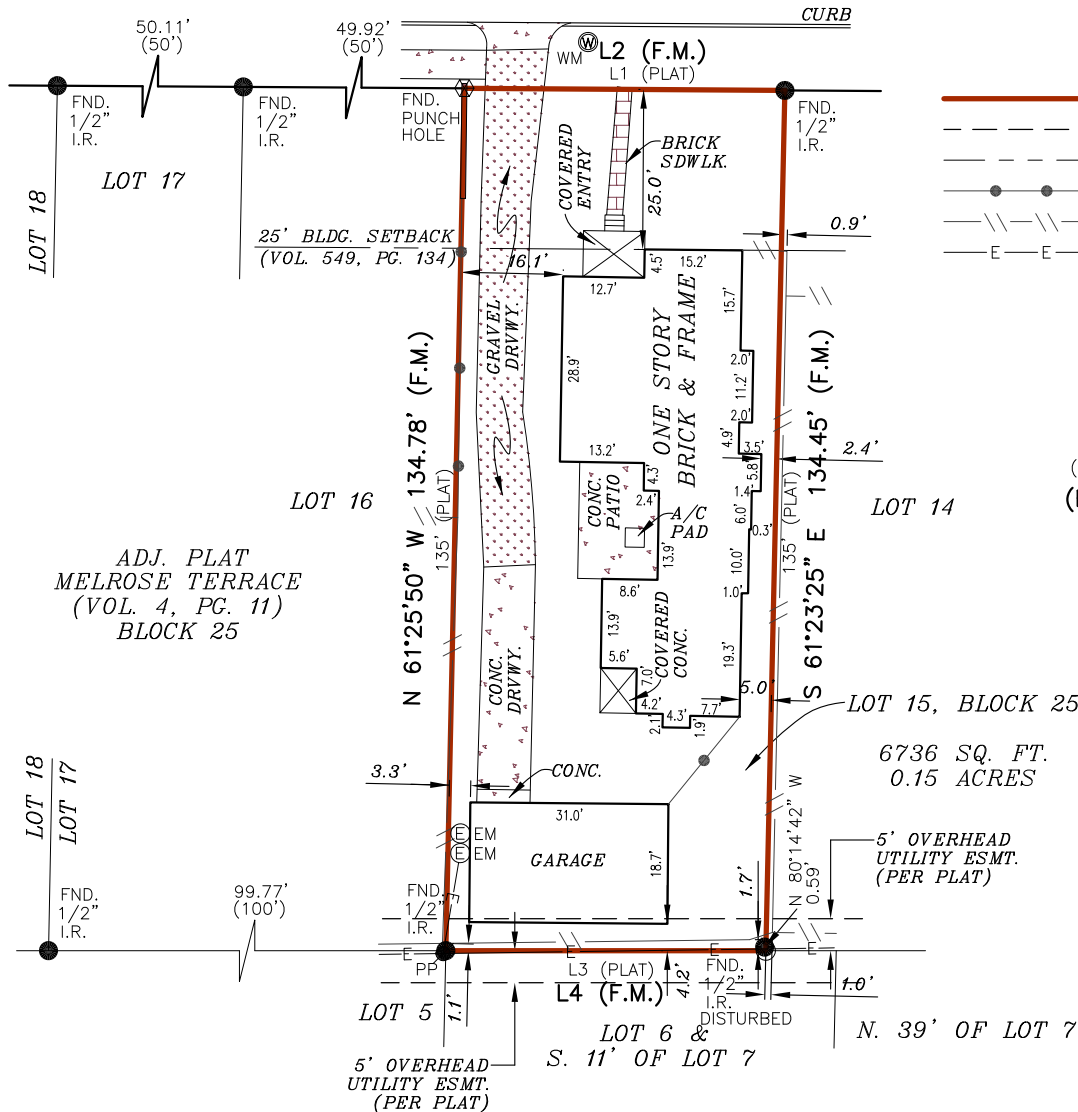 CURB
50.11'
(50')
49.92'
(50')
W
WM
L2 (F.M.)
L1 (PLAT)
FND.
1/2"
I.R.
FND.
1/2"
I.R.
FND.
PUNCH
HOLE
FND.
1/2"
I.R.
LOT 18
LOT 17
COVERED
ENTRY
BRICK
SDWLK.
25.0'
0.9'
25' BLDG. SETBACK
(VOL. 549, PG. 134)
16.1'
12.7'
4.5'
15.2'
15.7'
GRAVEL
DRVWY.
28.9'
ONE STORY
BRICK & FRAME
2.0'
11.2'
2.0'
4.9'
3.5'
5.8'
2.4'
13.2'
4.3'
2.4'
1.4'
6.0'
0.3'
CONC.
PATIO
A/C
PAD
13.9'
10.0'
1.0'
LOT 16
LOT 14
N 61°25'50" W 134.78' (F.M.)
135' (PLAT)
S 61°23'25" E 134.45' (F.M.)
135' (PLAT)
ADJ. PLAT
MELROSE TERRACE
(VOL. 4, PG. 11)
BLOCK 25
8.6'
13.9'
5.6'
COVERED
CONC.
7.0'
19.3'
4.2'
2.1'
4.3'
1.9'
7.7'
5.0'
CONC.
DRVWY.
LOT 15, BLOCK 25
6736 SQ. FT.
0.15 ACRES
3.3'
CONC.
31.0'
GARAGE
18.7'
E EM
E EM
LOT 18
LOT 17
N 80°14'42" W
0.59'
5' OVERHEAD
UTILITY ESMT.
(PER PLAT)
1.7'
FND.
1/2"
I.R.
99.77'
(100')
FND.
1/2"
I.R.
E
E
E
E
E
PP
L3 (PLAT)
L4 (F.M.)
4.2'
FND.
1/2"
I.R.
DISTURBED
1.0'
LOT 5
1.1'
LOT 6 &
S. 11' OF LOT 7
N. 39' OF LOT 7
5' OVERHEAD
UTILITY ESMT.
(PER PLAT)
E
E